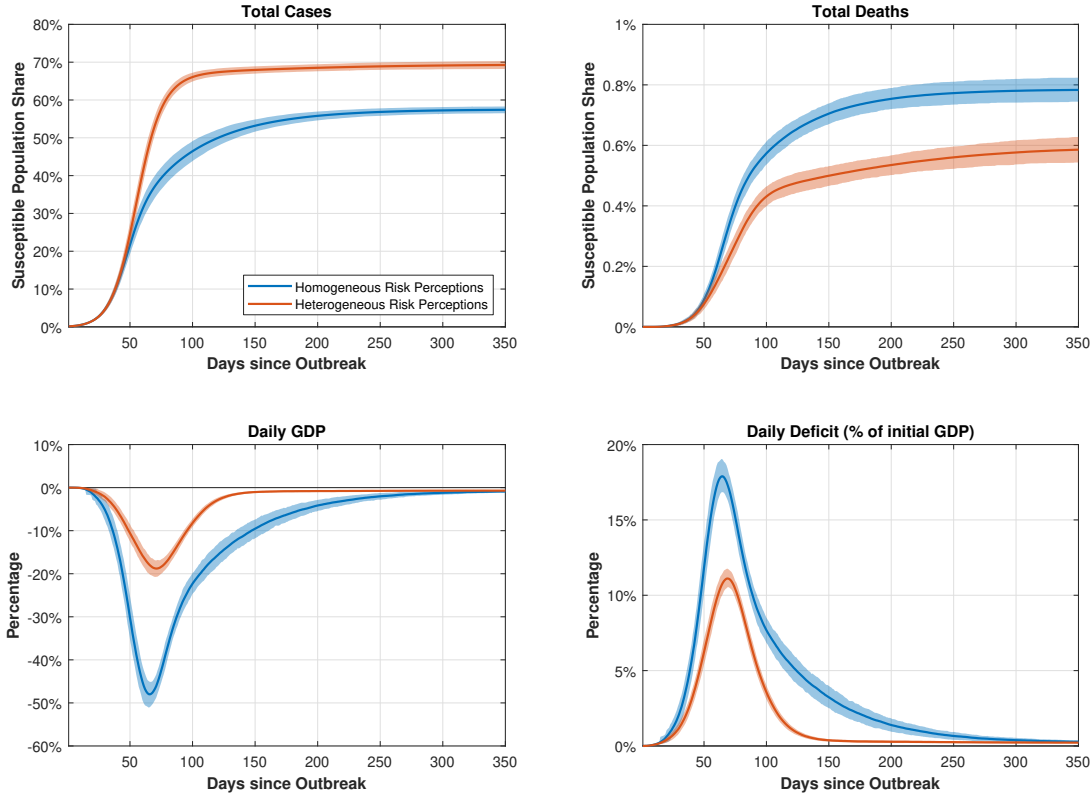 Total Cases
80%
70%
60%
50%
40%
30%
20%
10%
0%
Susceptible Population Share
Homogeneous Risk Perceptions
Heterogeneous Risk Perceptions
50 100 150 200 250 300 350
Days since Outbreak
Total Deaths
1%
0.8%
0.6%
0.4%
0.2%
0%
Susceptible Population Share
50 100 150 200 250 300 350
Days since Outbreak
Daily GDP
10%
0%
-10%
-20%
-30%
-40%
-50%
-60%
Percentage
50 100 150 200 250 300 350
Days since Outbreak
Daily Deficit (% of initial GDP)
20%
15%
10%
5%
0%
Percentage
50 100 150 200 250 300 350
Days since Outbreak